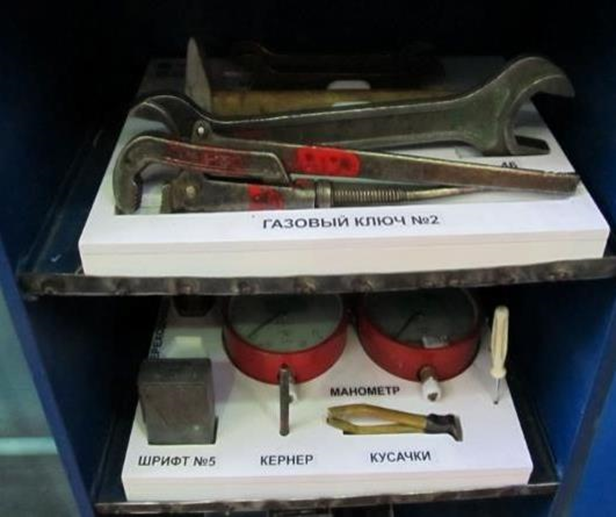 46
ГАЗОВЫЙ КЛЮЧ №2
МАНОМЕТР
ШРИФТ №5
КЕРНЕР
КУСАЧКИ